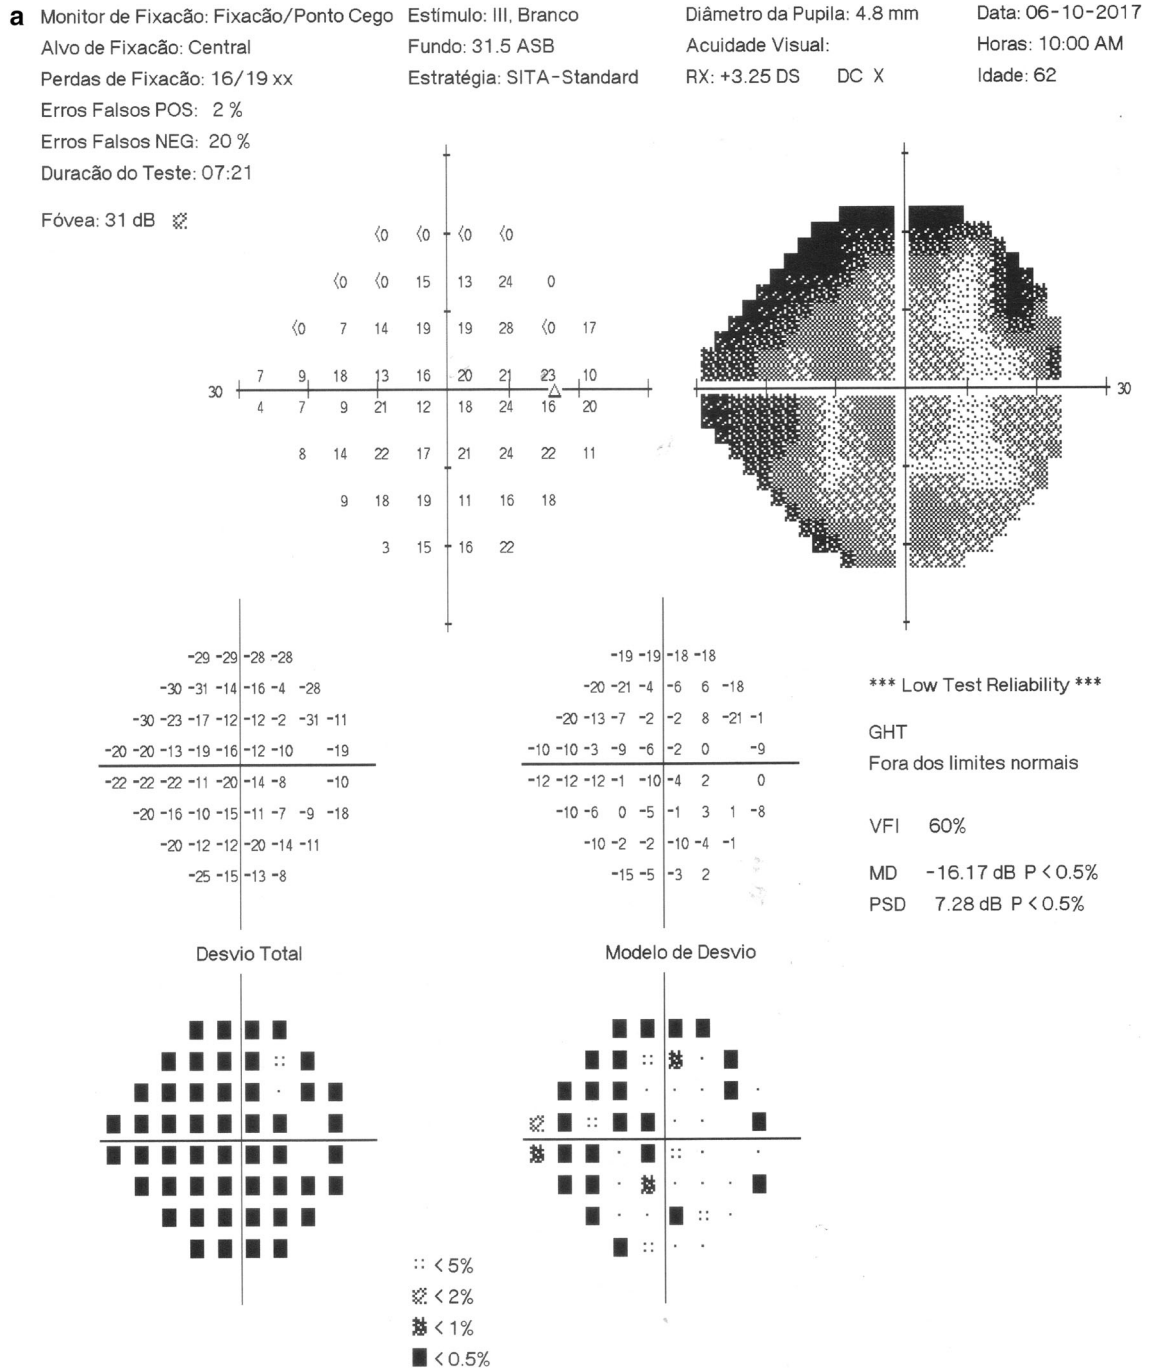 a
Monitor de Fixacão: Fixacão/Ponto Cego Estímulo: III, Branco Diâmetro da Pupila: 4.8 mm Data: 06-10-2017
Alvo de Fixacão: Central Fundo: 31.5 ASB Acuidade Visual: Horas: 10:00 AM
Perdas de Fixacão: 16/19 xx Estratégia: SITA-Standard RX: +3.25 DS DC X Idade: 62
Erros Falsos POS: 2 %
Erros Falsos NEG: 20 %
Duracão do Teste: 07:21
Fóvea: 31 dB
<0 <0 <0 <0
<0 <0 15 13 24 0
<0 7 14 19 19 28 <0 17
7 9 18 13 16 20 21 23 10
30 30
4 7 9 21 12 18 24 16 20
8 14 22 17 21 24 22 11
9 18 19 11 16 18
3 15 16 22
-29 -29 -28 -28
-30 -31 -14 -16 -4 -28
-30 -23 -17 -12 -12 -2 -31 -11
-20 -20 -13 -19 -16 -12 -10 -19
-22 -22 -22 -11 -20 -14 -8 -10
-20 -16 -10 -15 -11 -7 -9 -18
-20 -12 -12 -20 -14 -11
-25 -15 -13 -8
Desvio Total
-19 -19 -18 -18
-20 -21 -4 -6 6 -18
-20 -13 -7 -2 -2 8 -21 -1
-10 -10 -3 -9 -6 -2 0 -9
-12 -12 -12 -1 -10 -4 2 0
-10 -6 0 -5 -1 3 1 -8
-10 -2 -2 -10 -4 -1
-15 -5 -3 2
Modelo de Desvio
*** Low Test Reliability ***
GHT
Fora dos limites normais
VFI 60%
MD -16.17 dB P < 0.5%
PSD 7.28 dB P < 0.5%
< 5%
< 2%
< 1%
< 0.5%